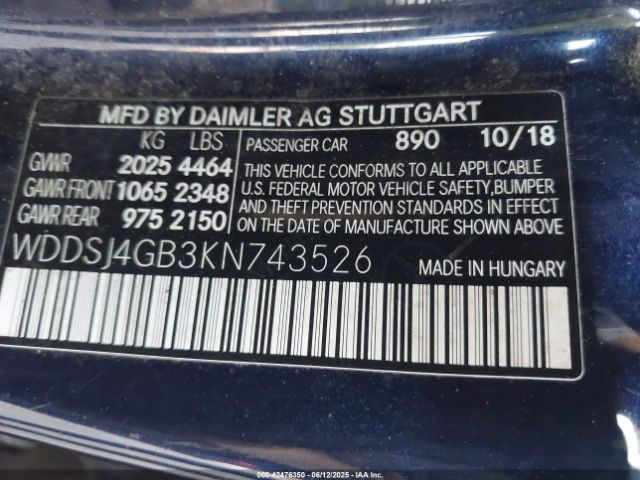 MFD BY DAIMLER AG STUTTGART
KG LBS
GVWR 2025 4464
GAWR FRONT 1065 2348
GAWR REAR 975 2150
PASSENGER CAR 890 10/18
THIS VEHICLE CONFORMS TO ALL APPLICABLE
U.S. FEDERAL MOTOR VEHICLE SAFETY,BUMPER
AND THEFT PREVENTION STANDARDS IN EFFECT
ON THE DATE OF MANUFACTURE SHOWN ABOVE
WDDSJ4GB3KN743526
MADE IN HUNGARY
000-42476350 - 06/12/2025 - IAAI.CA